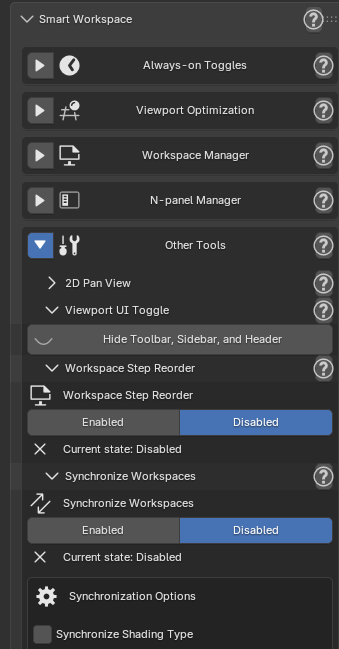 Smart Workspace
Always-on Toggles
Viewport Optimization
Workspace Manager
N-panel Manager
Other Tools
2D Pan View
Viewport UI Toggle
Hide Toolbar, Sidebar, and Header
Workspace Step Reorder
Workspace Step Reorder
Enabled Disabled
Current state: Disabled
Synchronize Workspaces
Synchronize Workspaces
Enabled Disabled
Current state: Disabled
Synchronization Options
Synchronize Shading Type